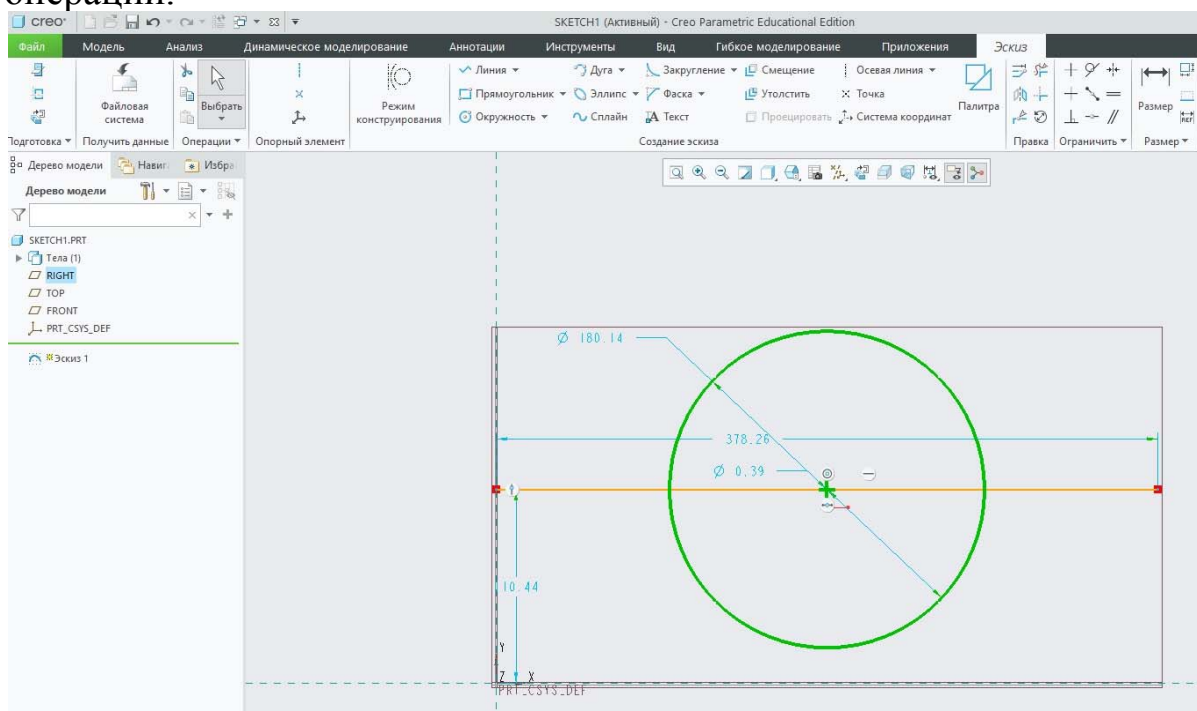 операции.
creo°
SKETCH1 (Активный) - Creo Parametric Educational Edition
Файл Модель Анализ Динамическое моделирование Аннотации Инструменты Вид Гибкое моделирование Приложения Эскиз
Линия Дуга Закругление Смещение Осевая линия
Прямоугольник Эллипс Фаска Утолстить Точка
Окружность Сплайн Текст Проецировать Система координат
Файловая система
Выбрать
Режим конструирования
Палитра
Размер
Подготовка Получить данные Операции Опорный элемент Создание эскиза Правка Ограничить Размер
Дерево модели Навиг Избра
Дерево модели
SKETCH1.PRT
Тела (1)
RIGHT
TOP
FRONT
PRT_CSYS_DEF
Эскиз 1
Ø 180.14
378.26
Ø 0.39
10.44
Y
Z X
PRT_CSYS_DEF